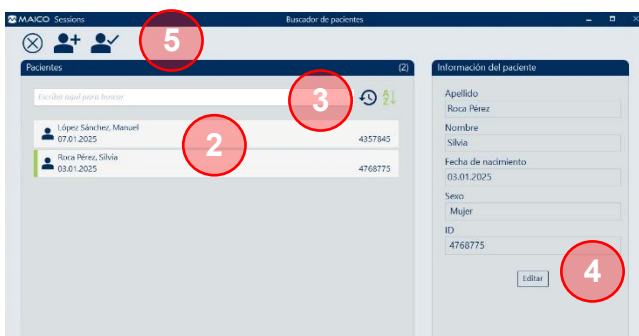 MAICO Sessions
Buscador de pacientes
5
Pacientes (2)
Escriba aquí para buscar
3
A
Z
López Sánchez, Manuel
07.01.2025 4357845
2
Roca Pérez, Silvia
03.01.2025 4768775
Información del paciente
Apellido
Roca Pérez
Nombre
Silvia
Fecha de nacimiento
03.01.2025
Sexo
Mujer
ID
4768775
Editar
4